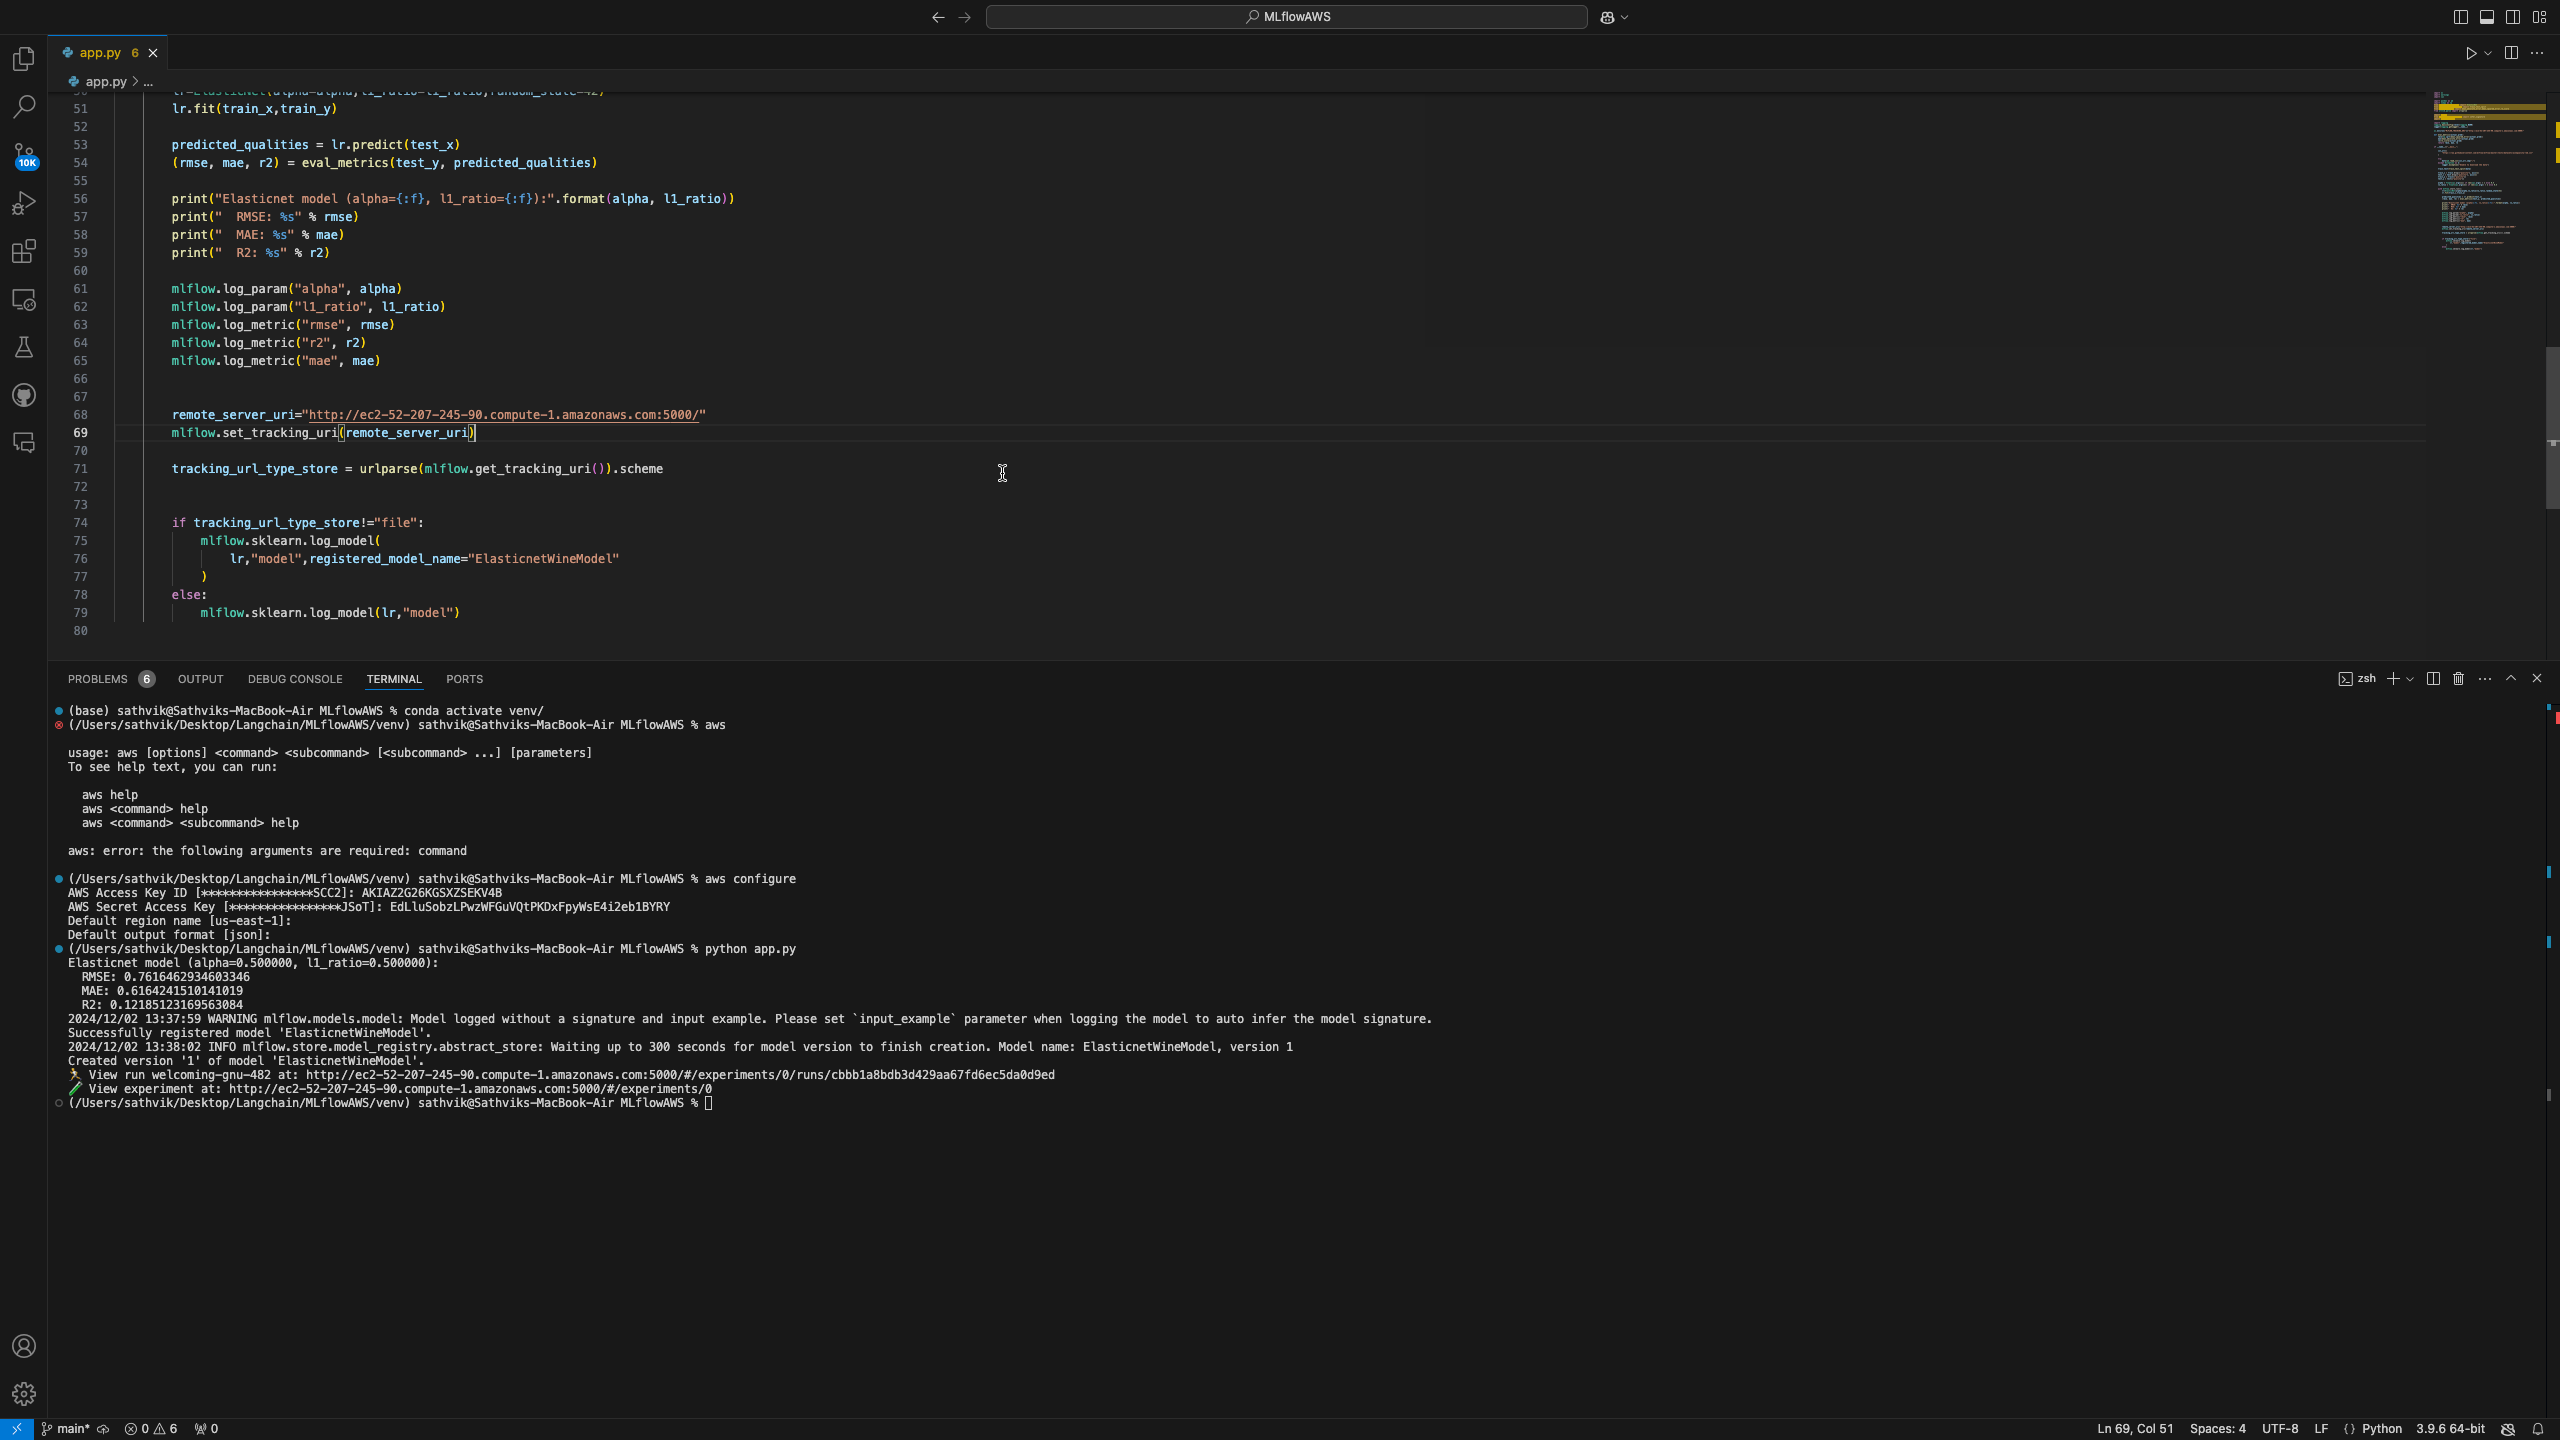 MLflowAWS
app.py 6
app.py > ...
10K
51 lr.fit(train_x,train_y)
52
53 predicted_qualities = lr.predict(test_x)
54 (rmse, mae, r2) = eval_metrics(test_y, predicted_qualities)
55
56 print("Elasticnet model (alpha={:f}, l1_ratio={:f}):".format(alpha, l1_ratio))
57 print("  RMSE: %s" % rmse)
58 print("  MAE: %s" % mae)
59 print("  R2: %s" % r2)
60
61 mlflow.log_param("alpha", alpha)
62 mlflow.log_param("l1_ratio", l1_ratio)
63 mlflow.log_metric("rmse", rmse)
64 mlflow.log_metric("r2", r2)
65 mlflow.log_metric("mae", mae)
66
67
68 remote_server_uri="http://ec2-52-207-245-90.compute-1.amazonaws.com:5000/"
69 mlflow.set_tracking_uri(remote_server_uri)
70
71 tracking_url_type_store = urlparse(mlflow.get_tracking_uri()).scheme
72
73
74 if tracking_url_type_store!="file":
75 mlflow.sklearn.log_model(
76 lr,"model",registered_model_name="ElasticnetWineModel"
77 )
78 else:
79 mlflow.sklearn.log_model(lr,"model")
80
PROBLEMS 6 OUTPUT DEBUG CONSOLE TERMINAL PORTS zsh
(base) sathvik@Sathviks-MacBook-Air MLflowAWS % conda activate venv/
(/Users/sathvik/Desktop/Langchain/MLflowAWS/venv) sathvik@Sathviks-MacBook-Air MLflowAWS % aws
usage: aws [options] <command> <subcommand> [<subcommand> ...] [parameters]
To see help text, you can run:
aws help
aws <command> help
aws <command> <subcommand> help
aws: error: the following arguments are required: command
(/Users/sathvik/Desktop/Langchain/MLflowAWS/venv) sathvik@Sathviks-MacBook-Air MLflowAWS % aws configure
AWS Access Key ID [****************SCC2]: AKIAZ2G26KGSXZSEKV4B
AWS Secret Access Key [****************JSoT]: 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
Default region name [us-east-1]:
Default output format [json]:
(/Users/sathvik/Desktop/Langchain/MLflowAWS/venv) sathvik@Sathviks-MacBook-Air MLflowAWS % python app.py
Elasticnet model (alpha=0.500000, l1_ratio=0.500000):
RMSE: 0.7616462934603346
MAE: 0.6164241510141019
R2: 0.12185123169563084
2024/12/02 13:37:59 WARNING mlflow.models.model: Model logged without a signature and input example. Please set `input_example` parameter when logging the model to auto infer the model signature.
Successfully registered model 'ElasticnetWineModel'.
2024/12/02 13:38:02 INFO mlflow.store.model_registry.abstract_store: Waiting up to 300 seconds for model version to finish creation. Model name: ElasticnetWineModel, version 1
Created version '1' of model 'ElasticnetWineModel'.
🏃 View run welcoming-gnu-482 at: http://ec2-52-207-245-90.compute-1.amazonaws.com:5000/#/experiments/0/runs/cbbb1a8bdb3d429aa67fd6ec5da0d9ed
🧪 View experiment at: http://ec2-52-207-245-90.compute-1.amazonaws.com:5000/#/experiments/0
(/Users/sathvik/Desktop/Langchain/MLflowAWS/venv) sathvik@Sathviks-MacBook-Air MLflowAWS %
main* 0 6 0 Ln 69, Col 51 Spaces: 4 UTF-8 LF {} Python 3.9.6 64-bit